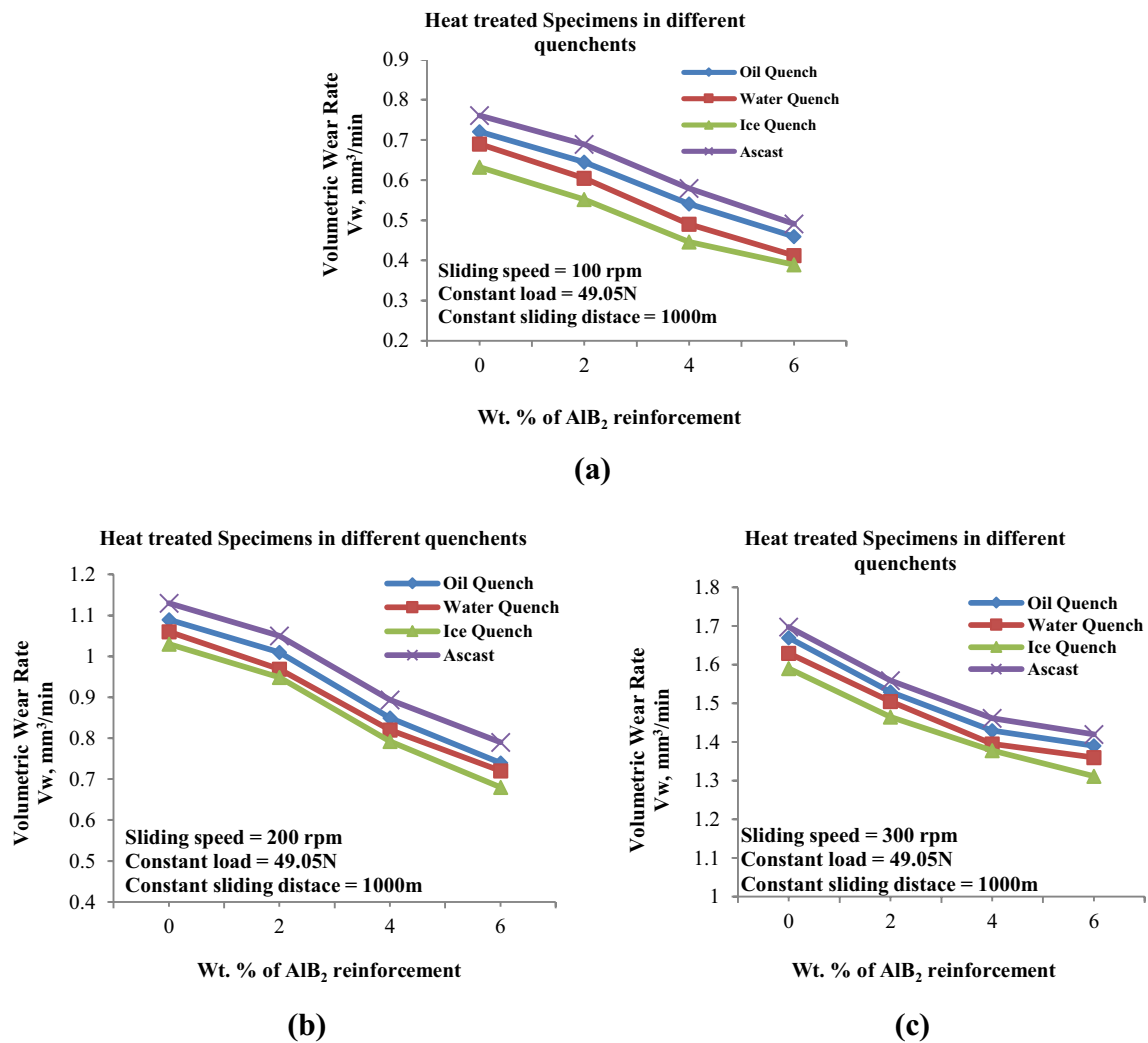 Heat treated Specimens in different
quenchents
Volumetric Wear Rate
Vw, mm³/min
0.9
0.8
0.7
0.6
0.5
0.4
0.3
0.2
Oil Quench
Water Quench
Ice Quench
Ascast
Sliding speed = 100 rpm
Constant load = 49.05N
Constant sliding distace = 1000m
0 2 4 6
Wt. % of AlB₂ reinforcement
(a)
Heat treated Specimens in different quenchents
Volumetric Wear Rate
Vw, mm³/min
1.2
1.1
1
0.9
0.8
0.7
0.6
0.5
0.4
Oil Quench
Water Quench
Ice Quench
Ascast
Sliding speed = 200 rpm
Constant load = 49.05N
Constant sliding distace = 1000m
0 2 4 6
Wt. % of AlB₂ reinforcement
(b)
Heat treated Specimens in different
quenchents
Volumetric Wear Rate
Vw, mm³/min
1.8
1.7
1.6
1.5
1.4
1.3
1.2
1.1
1
Oil Quench
Water Quench
Ice Quench
Ascast
Sliding speed = 300 rpm
Constant load = 49.05N
Constant sliding distace = 1000m
0 2 4 6
Wt. % of AlB₂ reinforcement
(c)